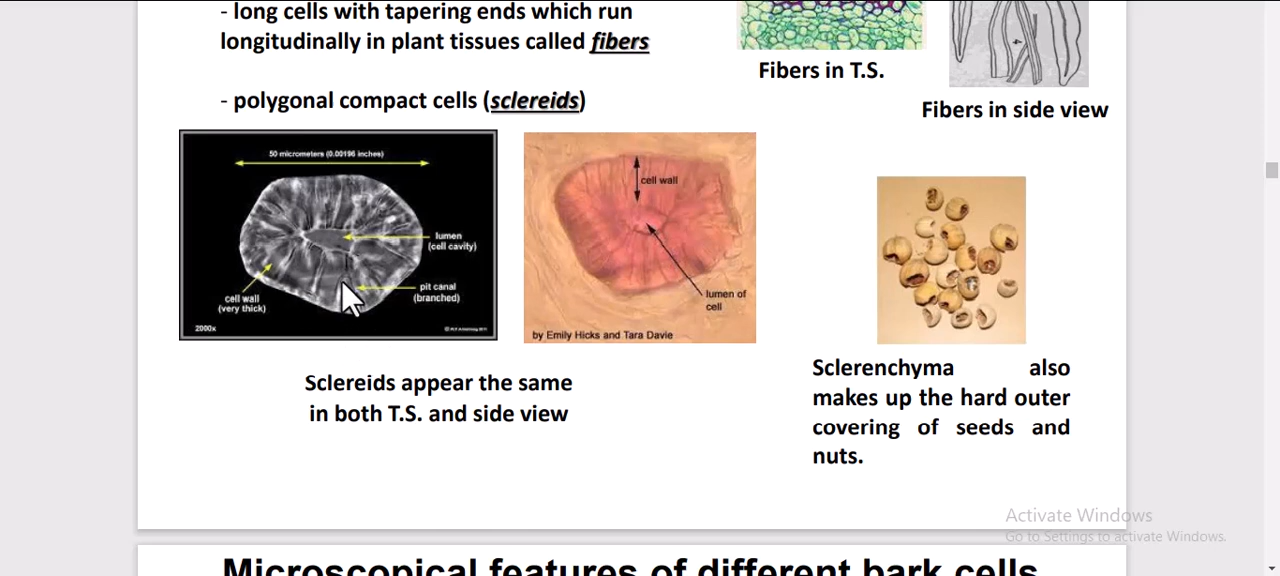 - long cells with tapering ends which run
longitudinally in plant tissues called fibers
Fibers in T.S.
- polygonal compact cells (sclereids)
Fibers in side view
50 micrometers (0.00196 inches)
lumen
(cell cavity)
cell wall
(very thick)
pit canal
(branched)
2000x
cell wall
lumen of
cell
by Emily Hicks and Tara Davie
Sclereids appear the same
in both T.S. and side view
Sclerenchyma also
makes up the hard outer
covering of seeds and
nuts.
Activate Windows
Go to Settings to activate Windows.
Microscopical features of different bark cells